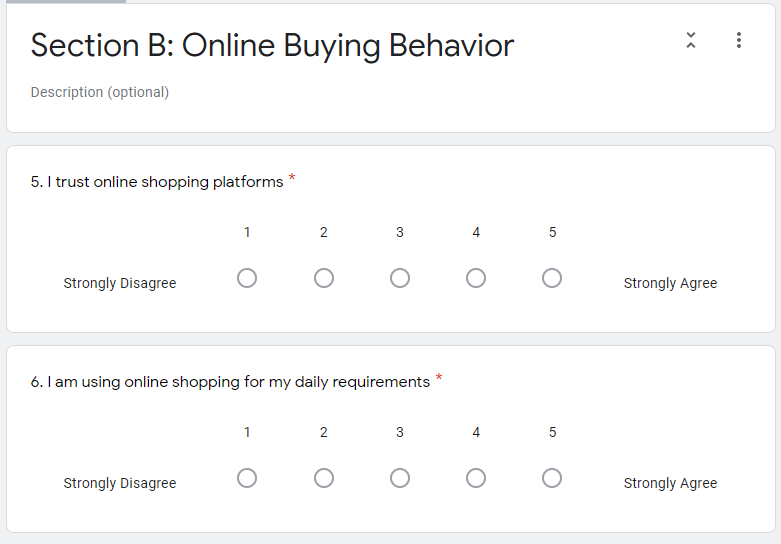 Section B: Online Buying Behavior
Description (optional)
5. I trust online shopping platforms *
1 2 3 4 5
Strongly Disagree Strongly Agree
6. I am using online shopping for my daily requirements *
1 2 3 4 5
Strongly Disagree Strongly Agree